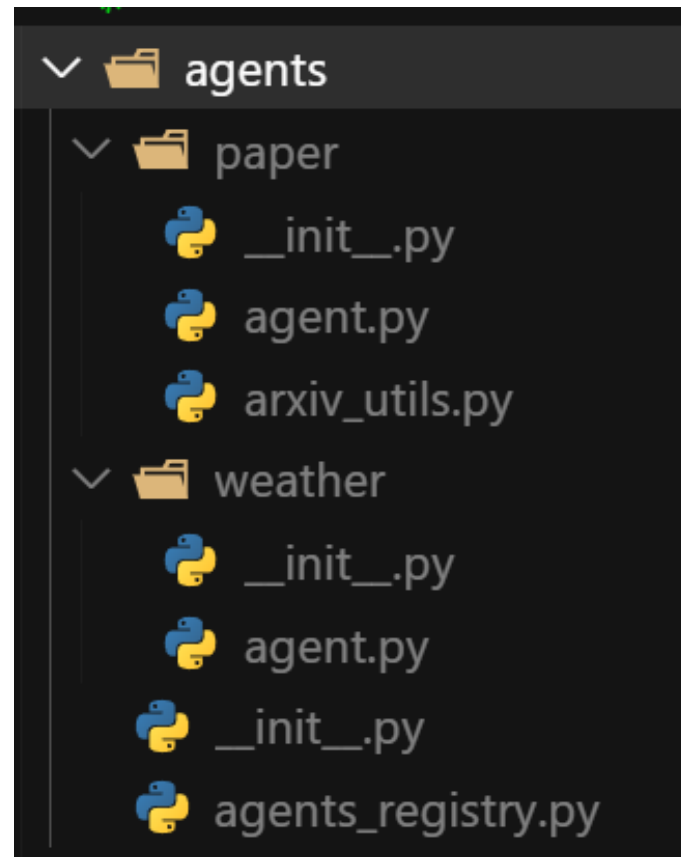 agents
paper
__init__.py
agent.py
arxiv_utils.py
weather
__init__.py
agent.py
__init__.py
agents_registry.py